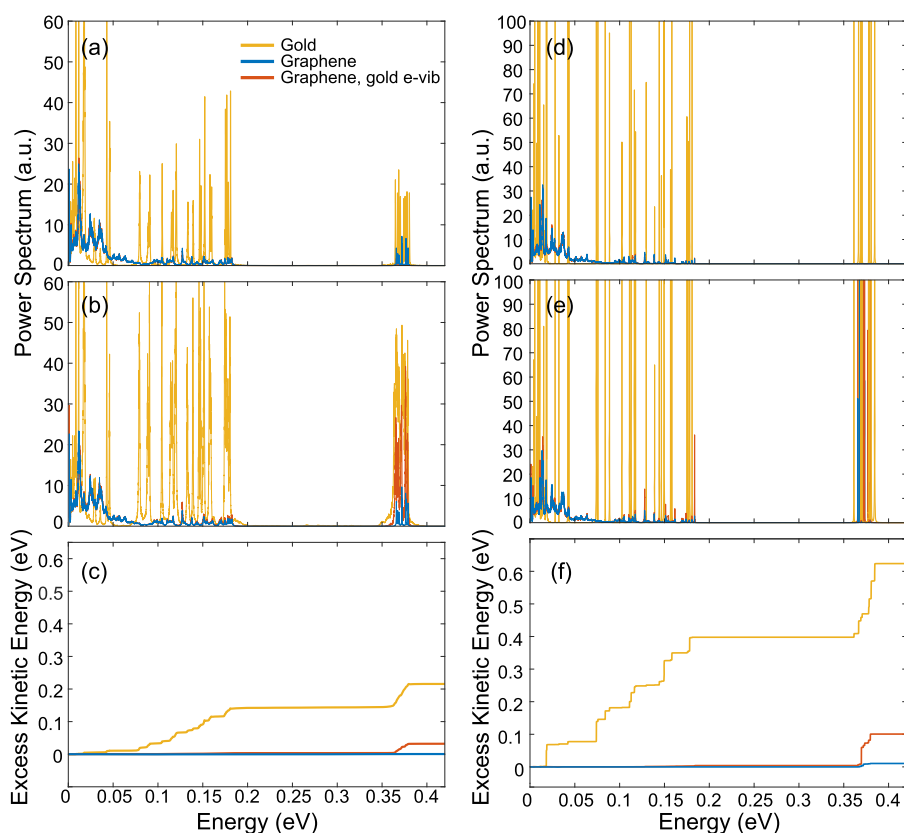 (a)
Gold
Graphene
Graphene, gold e-vib
60
50
40
30
20
10
0
Power Spectrum (a.u.)
(b)
60
50
40
30
20
10
0
(c)
0.6
0.5
0.4
0.3
0.2
0.1
0
Excess Kinetic Energy (eV)
0 0.05 0.1 0.15 0.2 0.25 0.3 0.35 0.4
Energy (eV)
(d)
100
90
80
70
60
50
40
30
20
10
0
Power Spectrum (a.u.)
(e)
100
90
80
70
60
50
40
30
20
10
0
(f)
0.6
0.5
0.4
0.3
0.2
0.1
0
Excess Kinetic Energy (eV)
0 0.05 0.1 0.15 0.2 0.25 0.3 0.35 0.4
Energy (eV)